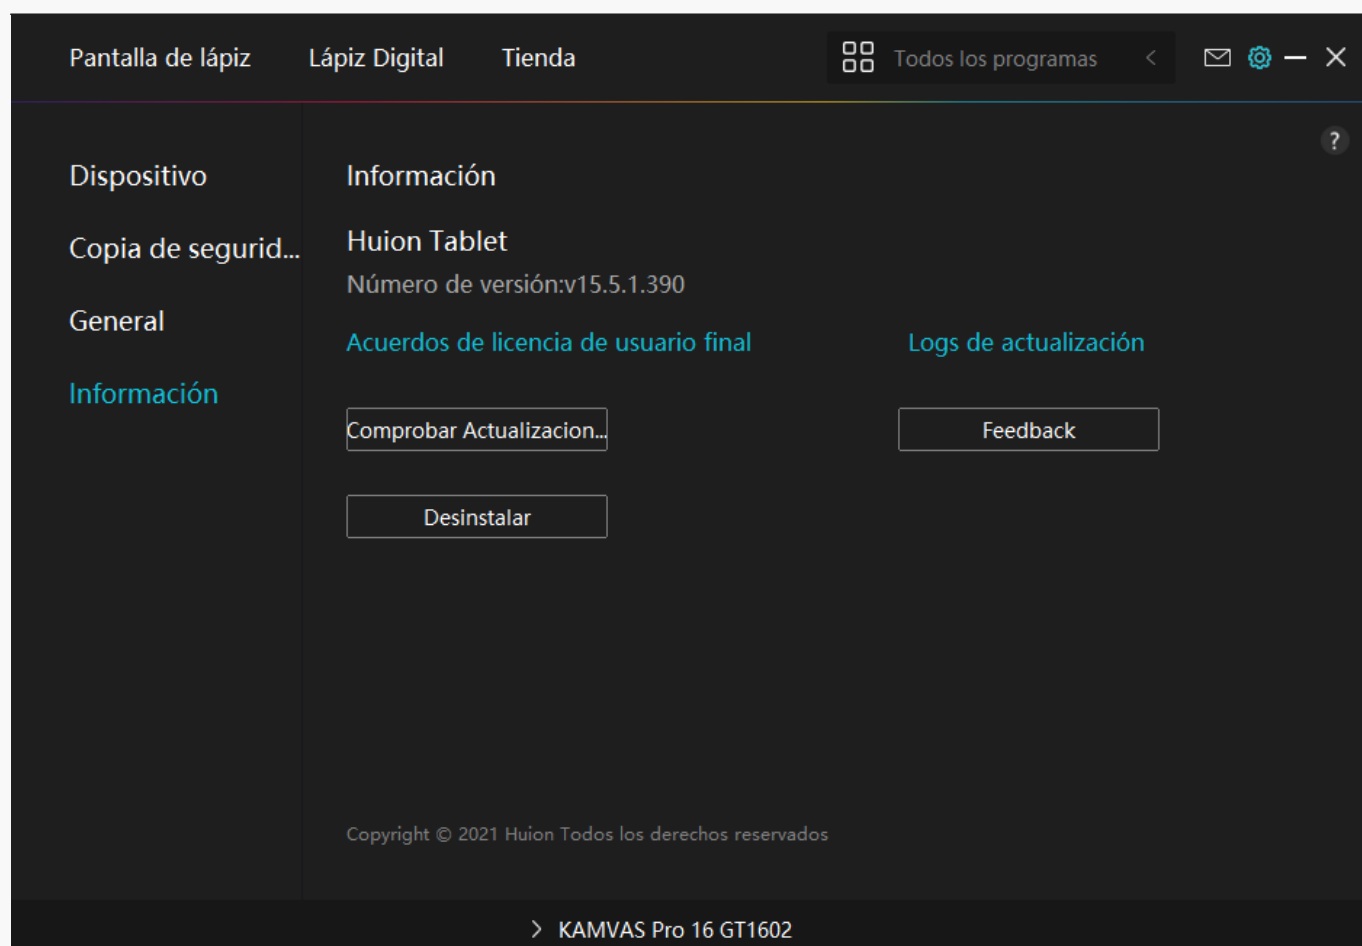 Pantalla de lápiz Lápiz Digital Tienda Todos los programas
?
Dispositivo
Copia de segurid...
General
Información
Información
Huion Tablet
Número de versión:v15.5.1.390
Acuerdos de licencia de usuario final Logs de actualización
Comprobar Actualizacion... Feedback
Desinstalar
Copyright © 2021 Huion Todos los derechos reservados
KAMVAS Pro 16 GT1602